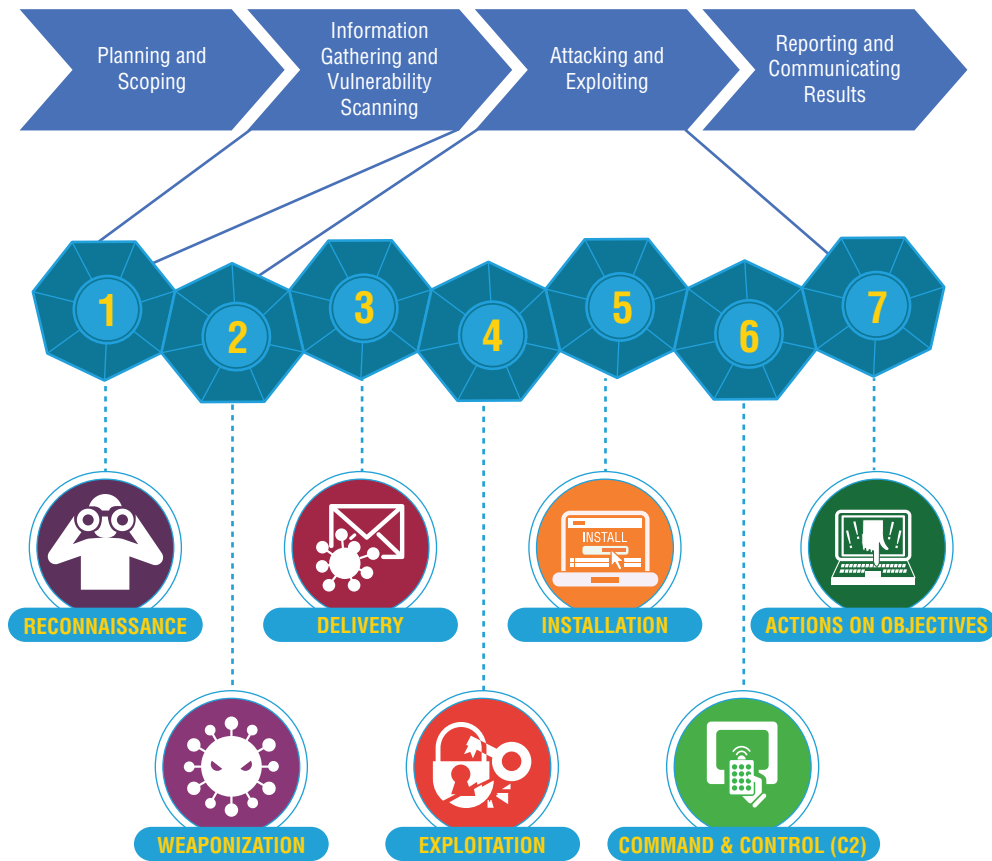 Planning and
Scoping
Information
Gathering and
Vulnerability
Scanning
Attacking and
Exploiting
Reporting and
Communicating
Results
1
2
3
4
5
6
7
INSTALL
RECONNAISSANCE
DELIVERY
INSTALLATION
ACTIONS ON OBJECTIVES
WEAPONIZATION
EXPLOITATION
COMMAND & CONTROL (C2)